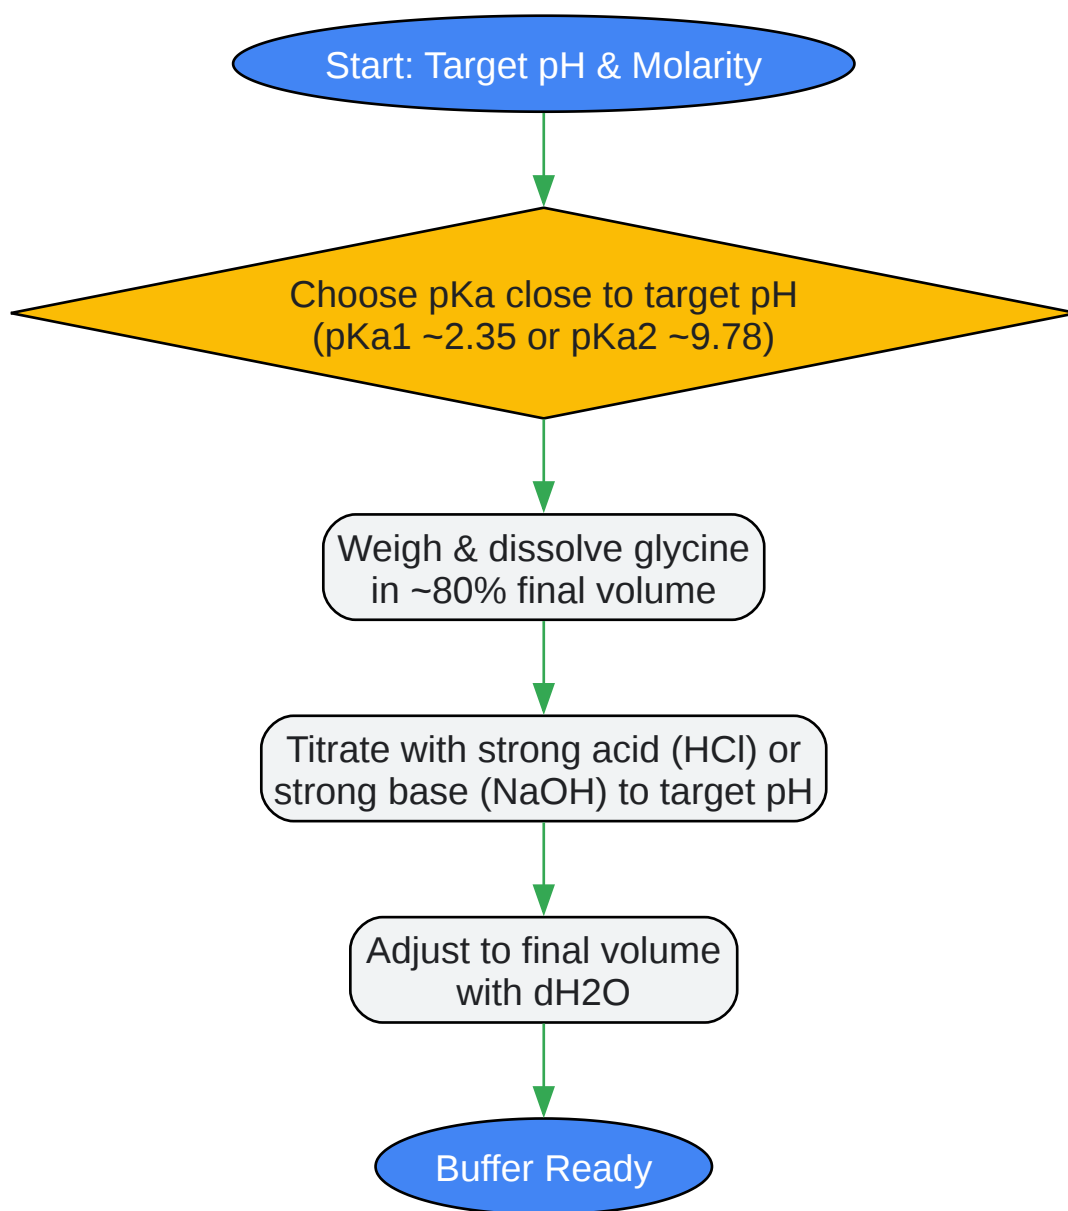 Start: Target pH & Molarity
Choose pKa close to target pH
(pKa1 ~2.35 or pKa2 ~9.78)
Weigh & dissolve glycine
in ~80% final volume
Titrate with strong acid (HCl) or
strong base (NaOH) to target pH
Adjust to final volume
with dH2O
Buffer Ready